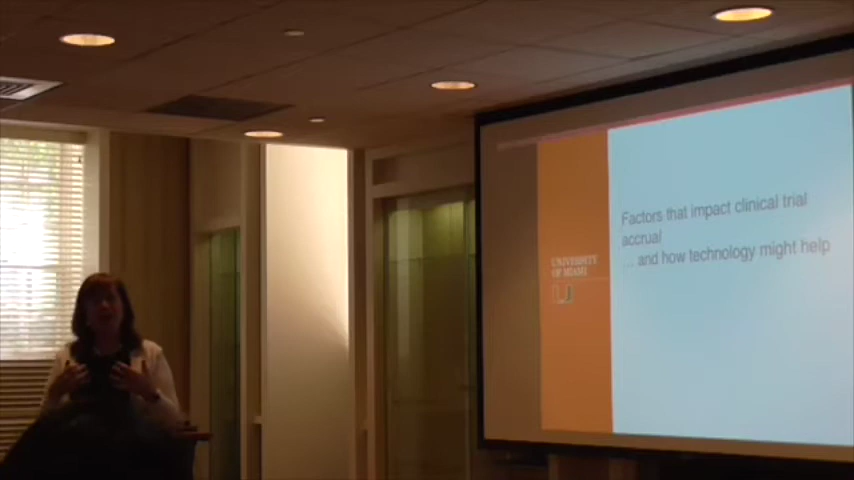 Factors that impact clinical trial
accrual
... and how technology might help
UNIVERSITY
OF MIAMI
U